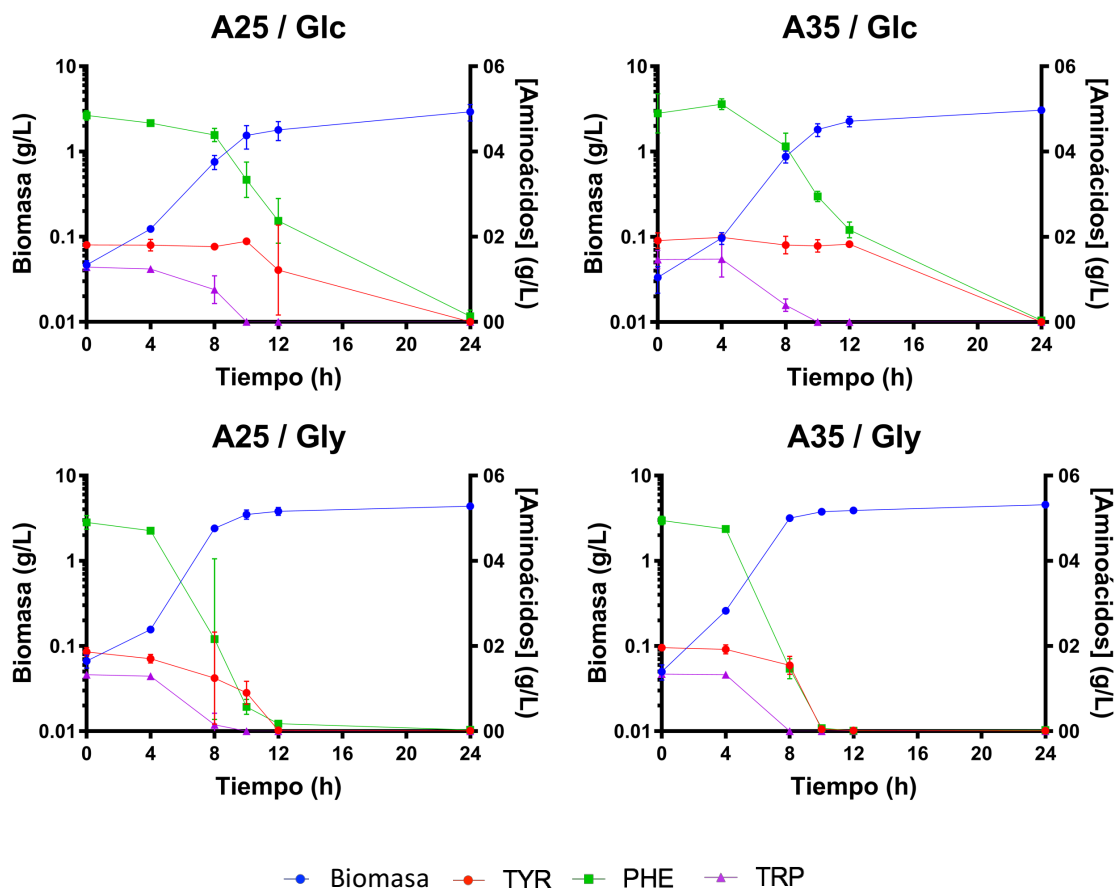 A25 / Glc
10
1
0.1
0.01
Biomasa (g/L)
06
04
02
00
[Aminoácidos] (g/L)
0 4 8 12 16 20 24
Tiempo (h)
A35 / Glc
10
1
0.1
0.01
Biomasa (g/L)
06
04
02
00
[Aminoácidos] (g/L)
0 4 8 12 16 20 24
Tiempo (h)
A25 / Gly
10
1
0.1
0.01
Biomasa (g/L)
06
04
02
00
[Aminoácidos] (g/L)
0 4 8 12 16 20 24
Tiempo (h)
A35 / Gly
10
1
0.1
0.01
Biomasa (g/L)
06
04
02
00
[Aminoácidos] (g/L)
0 4 8 12 16 20 24
Tiempo (h)
Biomasa TYR PHE TRP